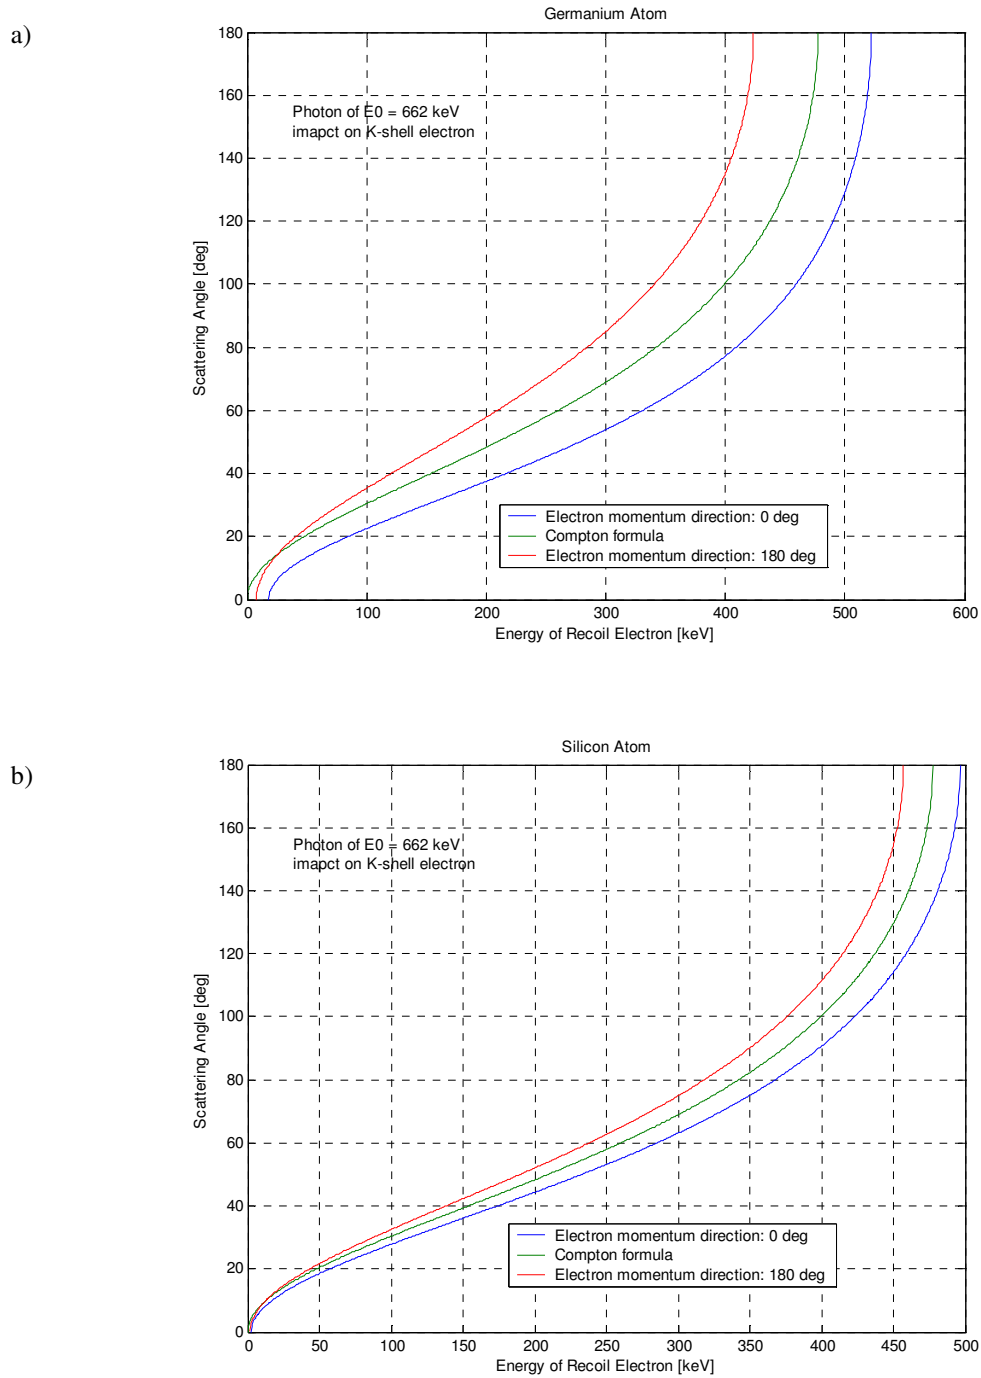 a)
Germanium Atom
180
160
140
120
100
80
60
40
20
0
Scattering Angle [deg]
Photon of E0 = 662 keV
imapct on K-shell electron
Electron momentum direction: 0 deg
Compton formula
Electron momentum direction: 180 deg
0 100 200 300 400 500 600
Energy of Recoil Electron [keV]
b)
Silicon Atom
180
160
140
120
100
80
60
40
20
0
Scattering Angle [deg]
Photon of E0 = 662 keV
imapct on K-shell electron
Electron momentum direction: 0 deg
Compton formula
Electron momentum direction: 180 deg
0 50 100 150 200 250 300 350 400 450 500
Energy of Recoil Electron [keV]